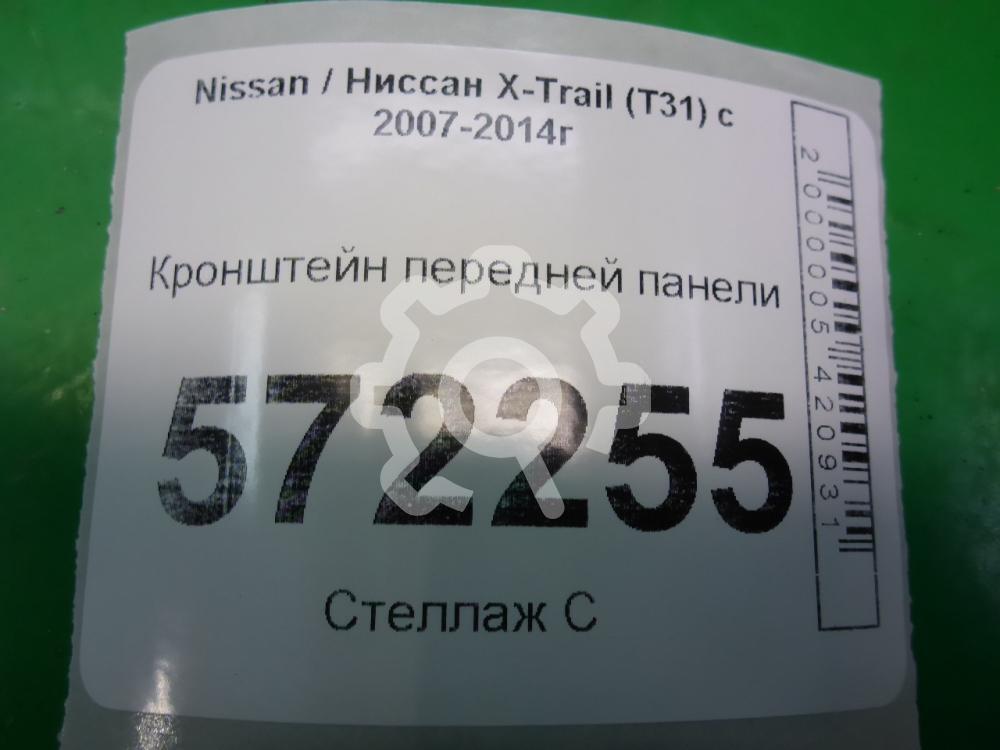 Nissan / Ниссан X-Trail (T31) с
2007-2014г
Кронштейн передней панели
572255
Стеллаж С
2000005420931